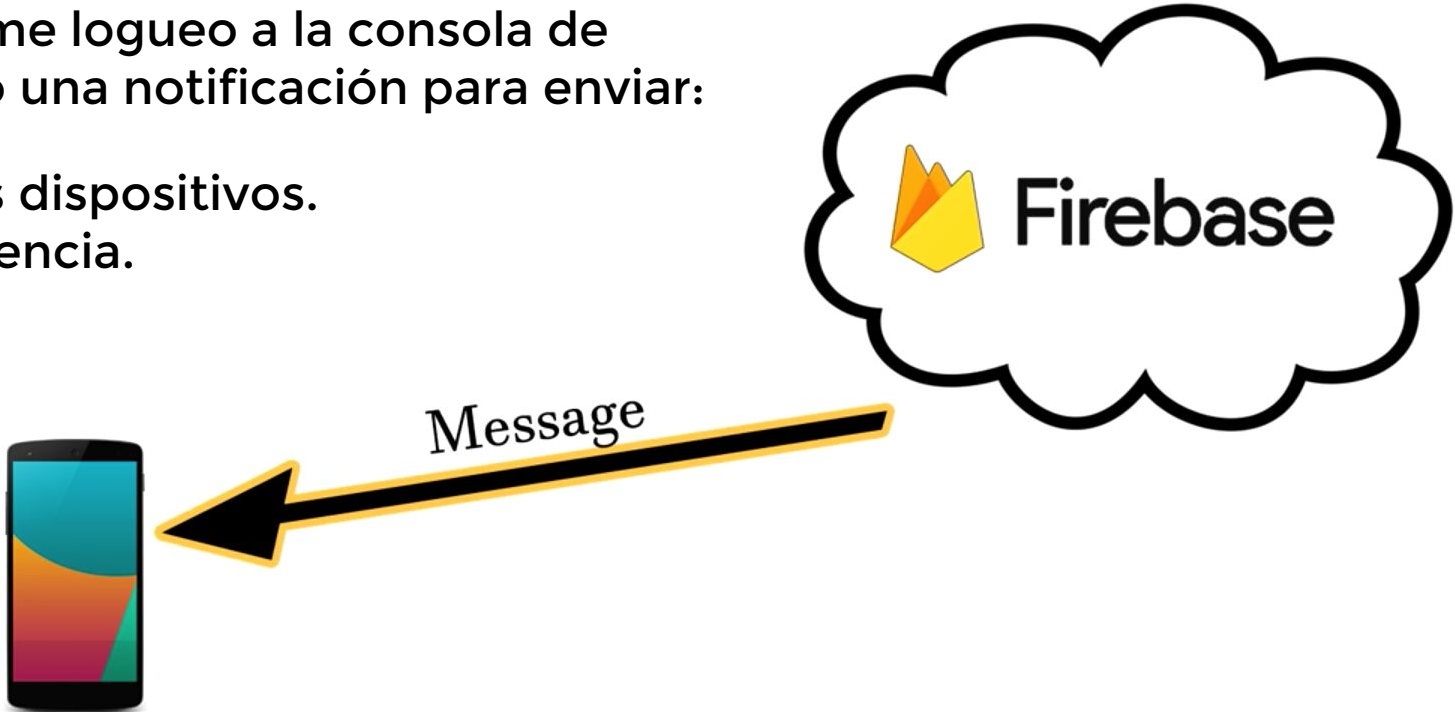 me logueo a la consola de
una notificación para enviar:
dispositivos.
encia.
Firebase
Message